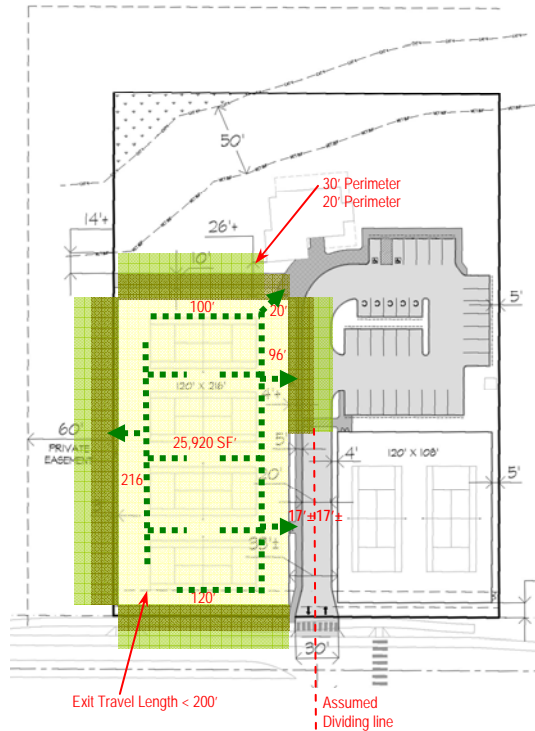 50'
30' Perimeter
20' Perimeter
14'+
26'+
10'
5'
100'
20'
96'
120' X 216'
60'
PRIVATE
EASEMENT
25,920 SF'
216
5'
4'
120' X 108'
5'
17'± 17'±
120'
30'
Exit Travel Length < 200'
Assumed
Dividing line